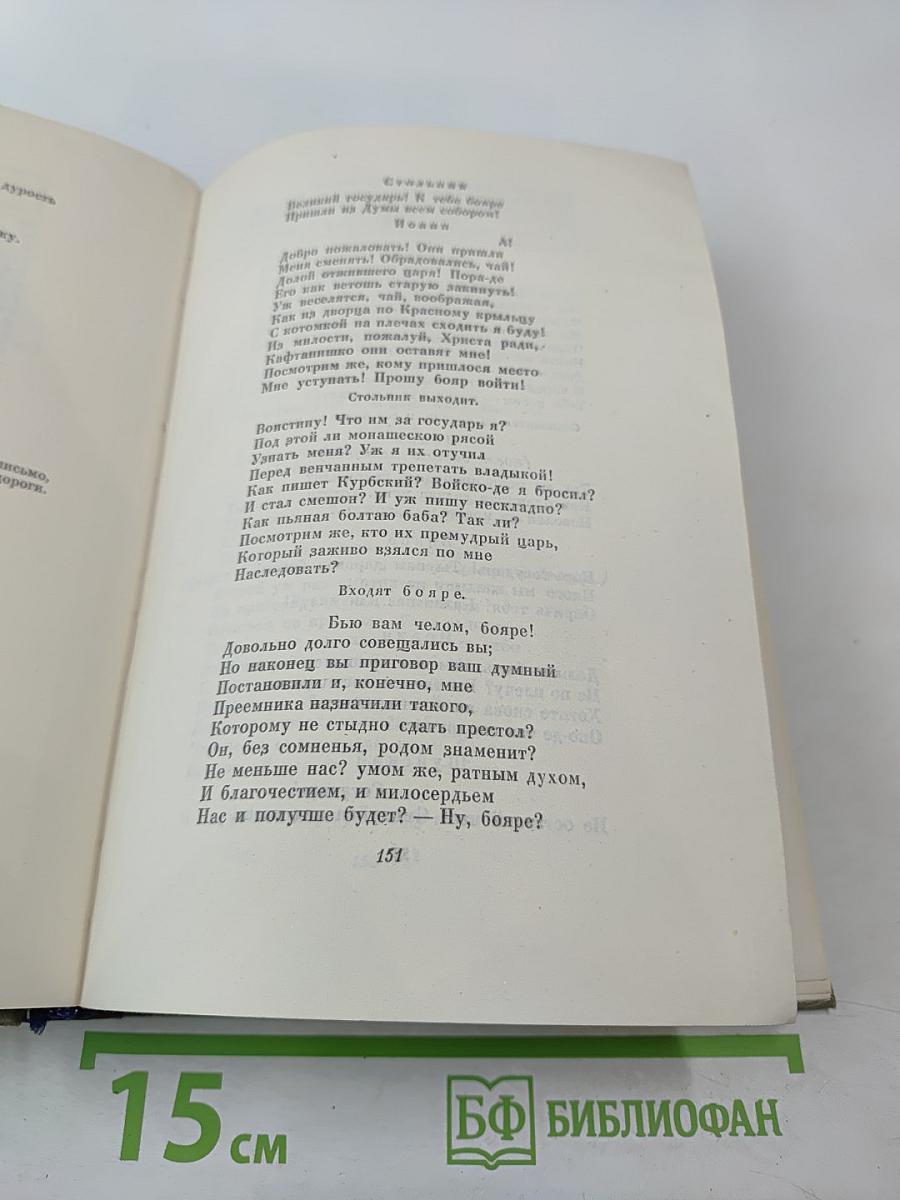 дурость
ку.
письмо,
дороги.
Стольник
Великий государь! К тебе бояре
Пришли из Думы всем собором!
Иоанн
А!
Добро пожаловать! Они пришли
Меня сменять! Обрадовались, чай!
Долой отжившего царя! Пора-де
Его как ветошь старую закинуть!
Уж веселятся, чай, воображая,
Как из дворца по Красному крыльцу
С котомкой на плечах сходить я буду!
Из милости, пожалуй, Христа ради,
Кафтанишко они оставят мне!
Посмотрим же, кому пришлося место
Мне уступать! Прошу бояр войти!
Стольник выходит.
Воистину! Что им за государь я?
Под этой ли монашескою рясой
Узнать меня? Уж я их отучил
Перед венчанным трепетать владыкой!
Как пишет Курбский? Войско-де я бросил?
И стал смешон? И уж пишу нескладно?
Как пьяная болтаю баба? Так ли?
Посмотрим же, кто их премудрый царь,
Который заживо взялся по мне
Наследовать?
Входят бояре.
Бью вам челом, бояре!
Довольно долго совещались вы;
Но наконец вы приговор ваш думный
Постановили и, конечно, мне
Преемника назначили такого,
Которому не стыдно сдать престол?
Он, без сомненья, родом знаменит?
Не меньше нас? умом же, ратным духом,
И благочестием, и милосердьем
Нас и получше будет? — Ну, бояре?
151
15 см
БФ БИБЛИОФАН